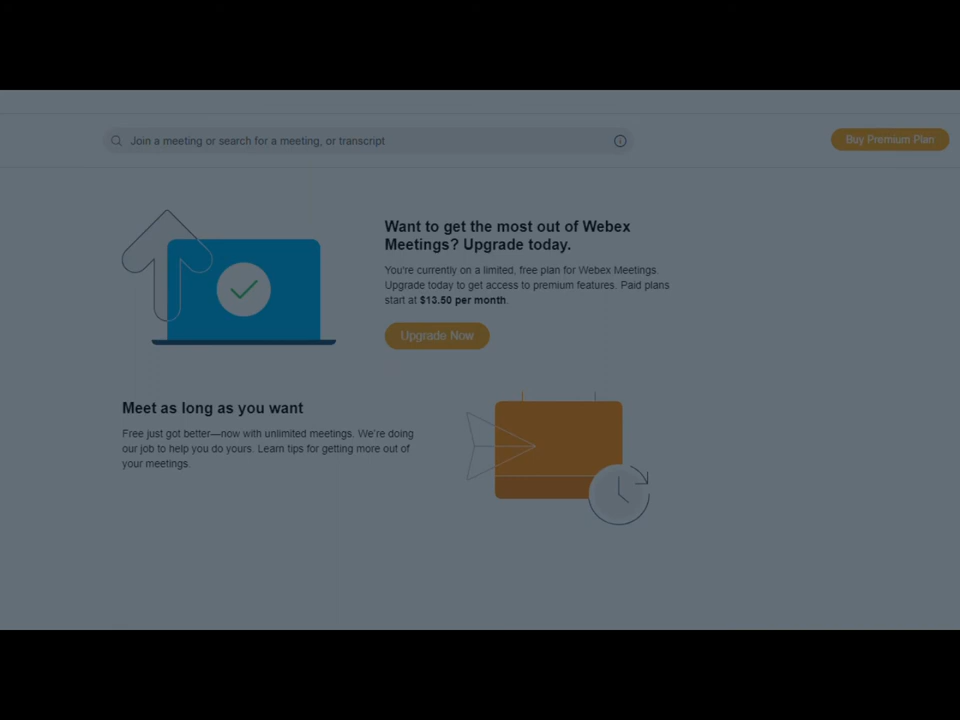 Join a meeting or search for a meeting, or transcript
Buy Premium Plan
Want to get the most out of Webex
Meetings? Upgrade today.
You're currently on a limited, free plan for Webex Meetings.
Upgrade today to get access to premium features. Paid plans
start at $13.50 per month.
Upgrade Now
Meet as long as you want
Free just got better—now with unlimited meetings. We're doing
our job to help you do yours. Learn tips for getting more out of
your meetings.